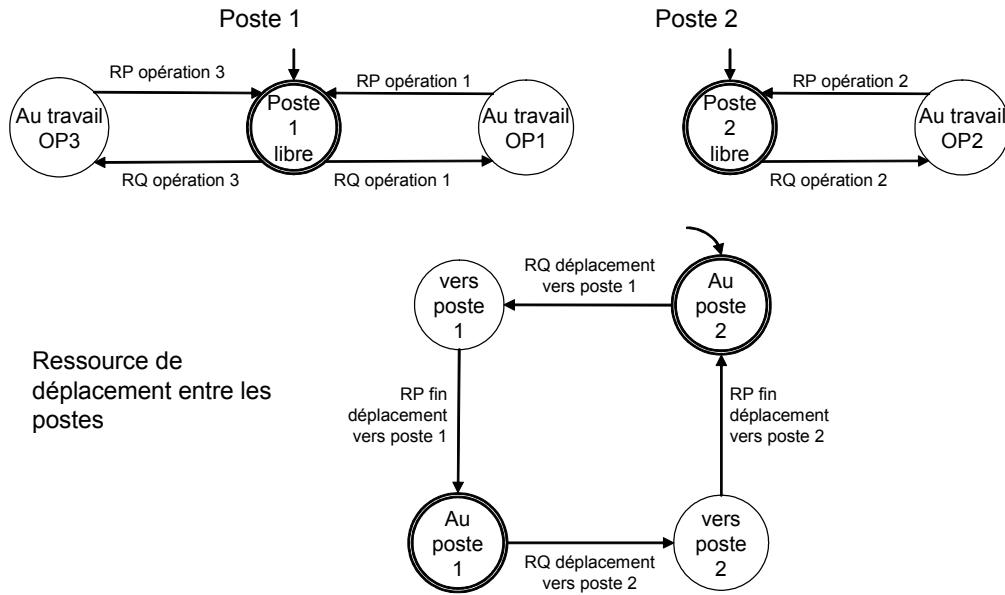 Poste 1
Poste 2
RP opération 3
RP opération 1
RP opération 2
Au travail
OP3
Poste
1
libre
Au travail
OP1
Poste
2
libre
Au travail
OP2
RQ opération 3
RQ opération 1
RQ opération 2
RQ déplacement
vers poste 1
vers
poste
1
Au
poste
2
Ressource de
déplacement entre les
postes
RP fin
déplacement
vers poste 1
RP fin
déplacement
vers poste 2
Au
poste
1
vers
poste
2
RQ déplacement
vers poste 2